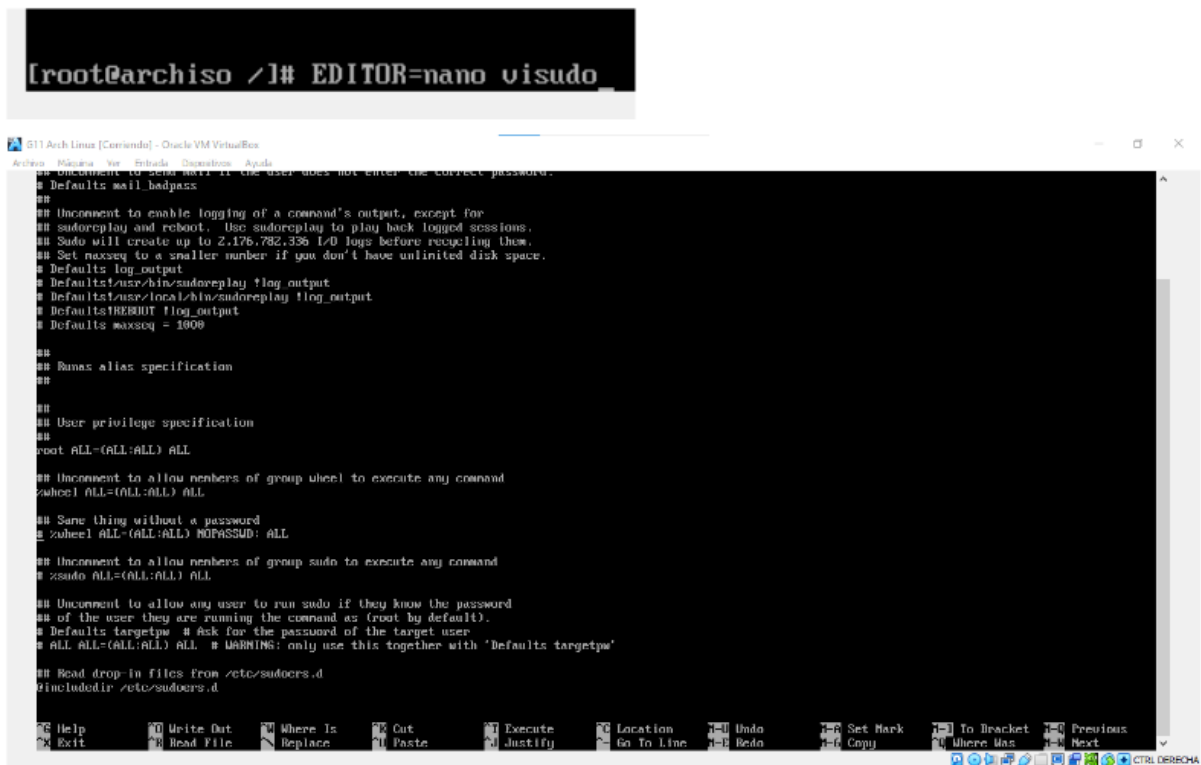 [root@archiso /]# EDITOR=nano visudo_
G11 Arch Linux [Corriendo] - Oracle VM VirtualBox
Archivo Máquina Ver Entrada Dispositivos Ayuda
## Uncomment to send mail if the user does not enter the correct password.
# Defaults mail_badpass
##
## Uncomment to enable logging of a command's output, except for
## sudoreplay and reboot.  Use sudoreplay to play back logged sessions.
## Sudo will create up to 2,176,782,336 I/O logs before recycling them.
## Set maxseq to a smaller number if you don't have unlimited disk space.
# Defaults log_output
# Defaults!/usr/bin/sudoreplay !log_output
# Defaults!/usr/local/bin/sudoreplay !log_output
# Defaults!REBOOT !log_output
# Defaults maxseq = 1000
##
## Runas alias specification
##
##
## User privilege specification
##
root ALL=(ALL:ALL) ALL
## Uncomment to allow members of group wheel to execute any command
%wheel ALL=(ALL:ALL) ALL
## Same thing without a password
# %wheel ALL=(ALL:ALL) NOPASSWD: ALL
## Uncomment to allow members of group sudo to execute any command
# %sudo ALL=(ALL:ALL) ALL
## Uncomment to allow any user to run sudo if they know the password
## of the user they are running the command as (root by default).
# Defaults targetpw  # Ask for the password of the target user
# ALL ALL=(ALL:ALL) ALL  # WARNING: only use this together with 'Defaults targetpw'
## Read drop-in files from /etc/sudoers.d
@includedir /etc/sudoers.d
^G Help ^O Write Out ^W Where Is ^K Cut ^T Execute ^C Location M-U Undo M-A Set Mark M-] To Bracket M-Q Previous
^X Exit ^R Read File ^\ Replace ^U Paste ^J Justify ^_ Go To Line M-E Redo M-6 Copy ^Q Where Was M-W Next
CTRL DERECHA